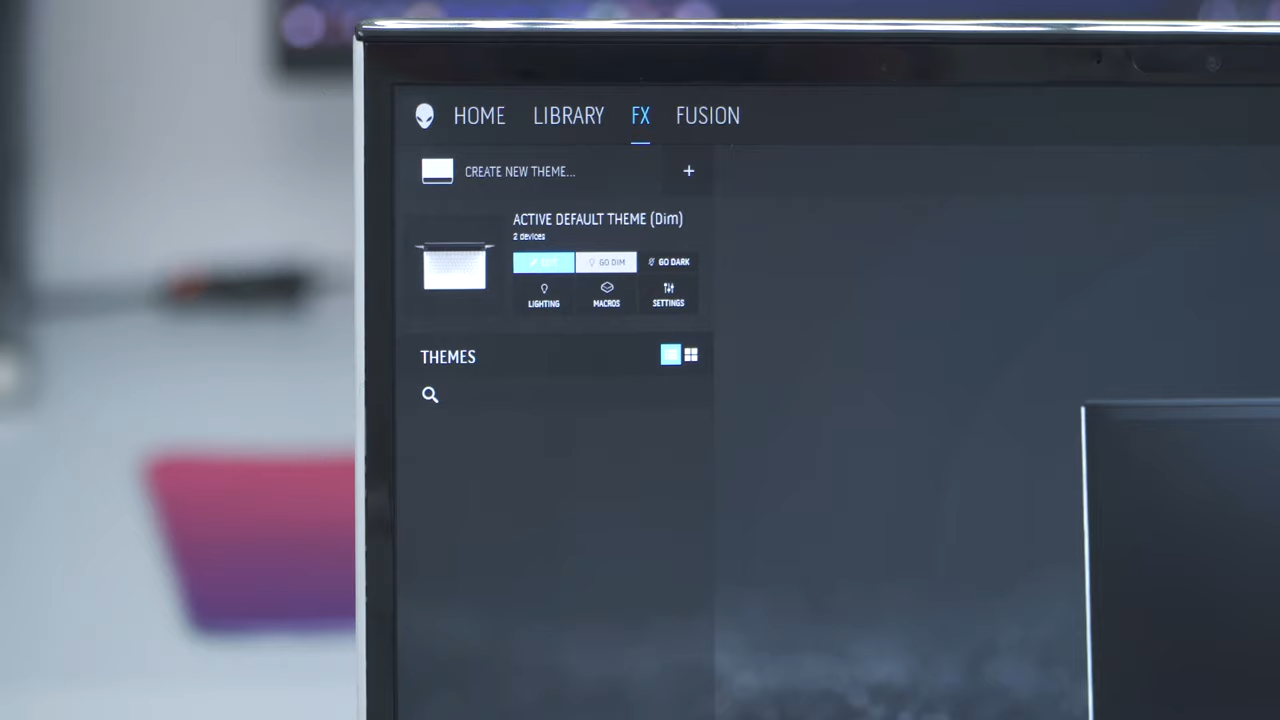 HOME LIBRARY FX FUSION
CREATE NEW THEME... +
ACTIVE DEFAULT THEME (Dim)
2 devices
GO DIM GO DARK
LIGHTING MACROS SETTINGS
THEMES